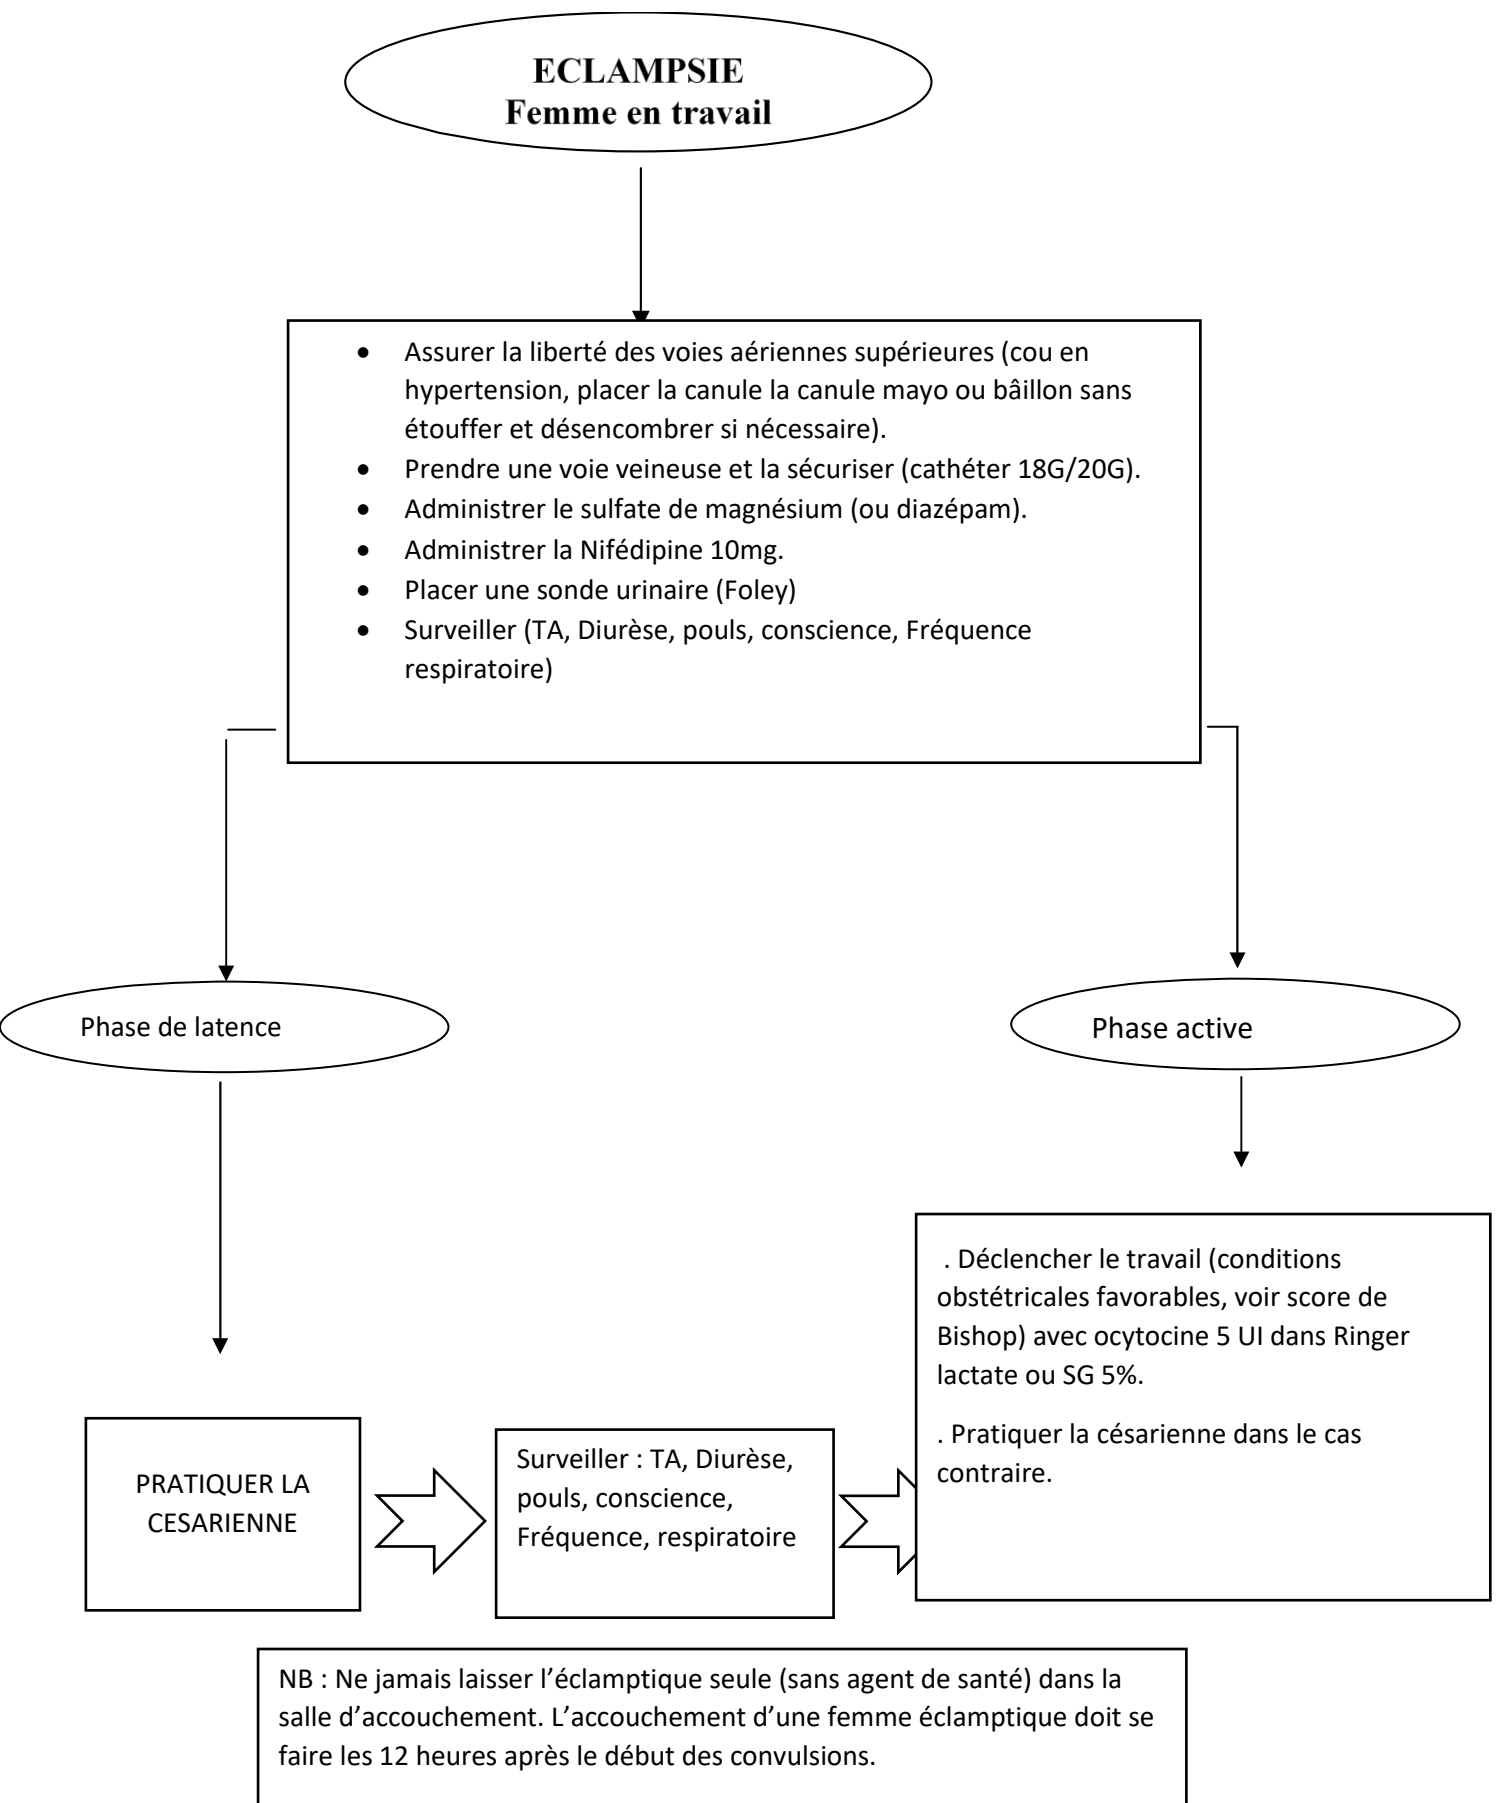 ECLAMPSIE
Femme en travail
• Assurer la liberté des voies aériennes supérieures (cou en
hypertension, placer la canule la canule mayo ou bâillon sans
étouffer et désencombrer si nécessaire).
• Prendre une voie veineuse et la sécuriser (cathéter 18G/20G).
• Administrer le sulfate de magnésium (ou diazépam).
• Administrer la Nifédipine 10mg.
• Placer une sonde urinaire (Foley)
• Surveiller (TA, Diurèse, pouls, conscience, Fréquence
respiratoire)
Phase de latence
Phase active
. Déclencher le travail (conditions
obstétricales favorables, voir score de
Bishop) avec ocytocine 5 UI dans Ringer
lactate ou SG 5%.
. Pratiquer la césarienne dans le cas
contraire.
PRATIQUER LA
CESARIENNE
Surveiller : TA, Diurèse,
pouls, conscience,
Fréquence, respiratoire
NB : Ne jamais laisser l’éclamptique seule (sans agent de santé) dans la
salle d’accouchement. L’accouchement d’une femme éclamptique doit se
faire les 12 heures après le début des convulsions.